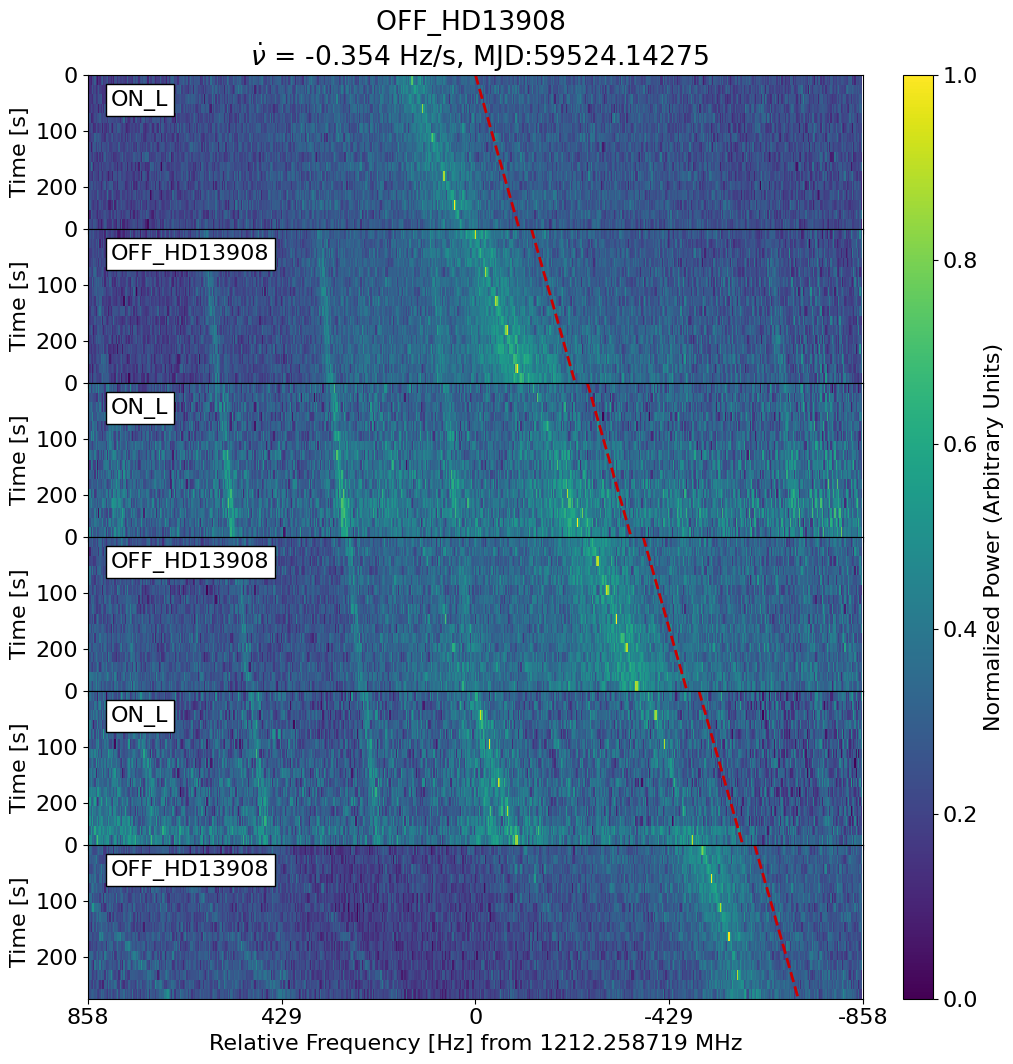 OFF_HD13908
ν̇ = -0.354 Hz/s, MJD:59524.14275
0
ON_L
100
200
Time [s]
0
OFF_HD13908
100
200
Time [s]
0
ON_L
100
200
Time [s]
0
OFF_HD13908
100
200
Time [s]
0
ON_L
100
200
Time [s]
0
OFF_HD13908
100
200
Time [s]
858 429 0 -429 -858
Relative Frequency [Hz] from 1212.258719 MHz
1.0
0.8
0.6
0.4
0.2
0.0
Normalized Power (Arbitrary Units)